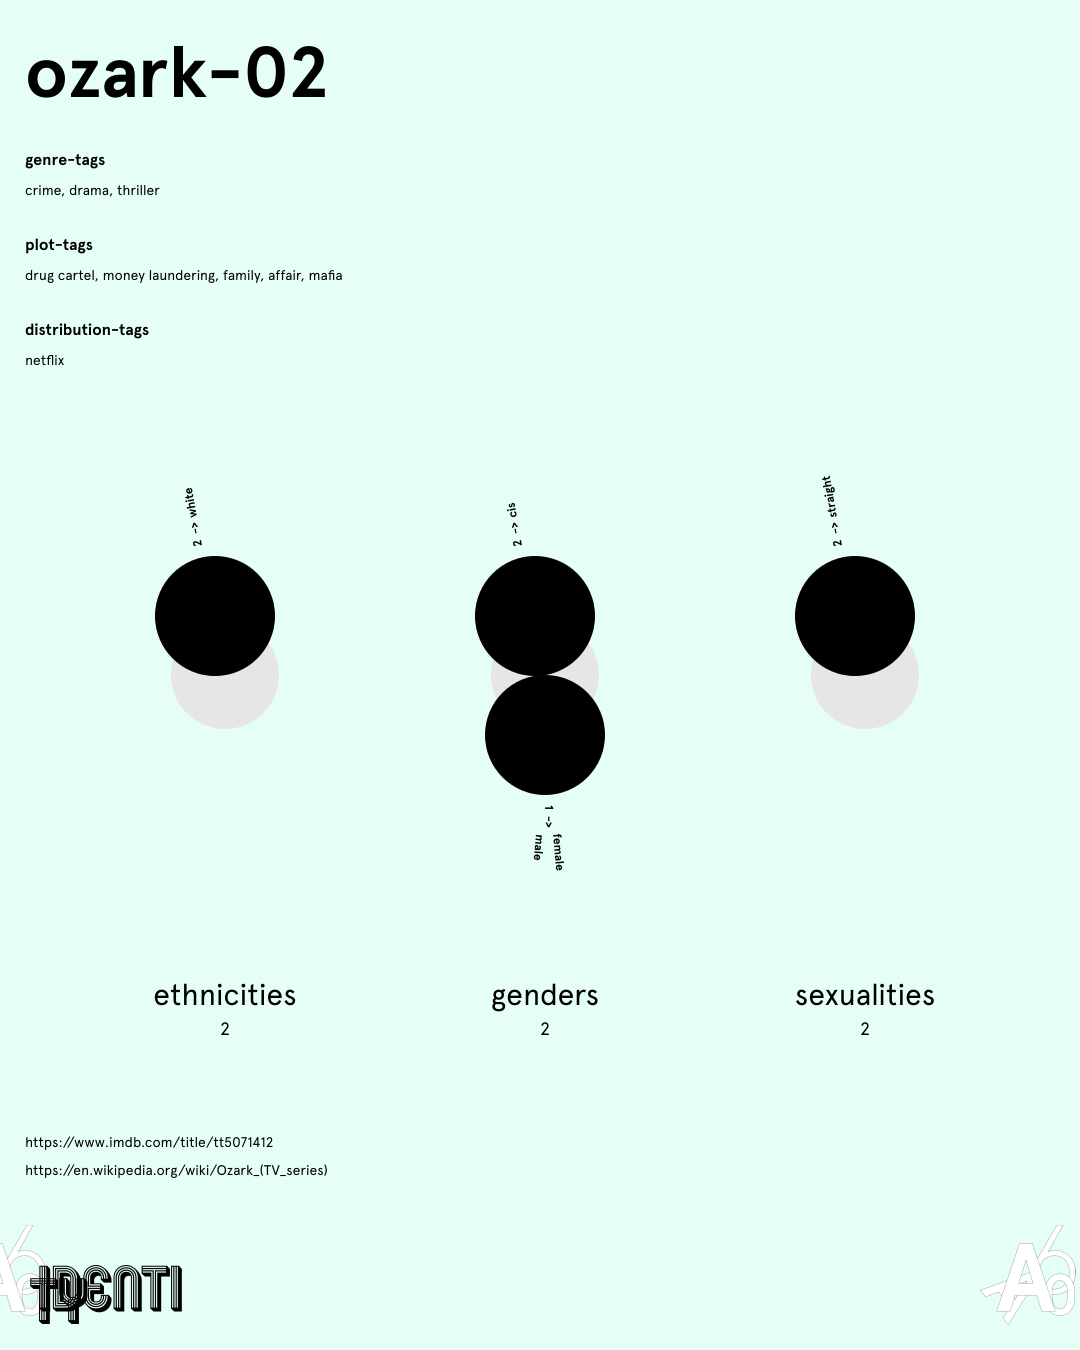 ozark-02
genre-tags
crime, drama, thriller
plot-tags
drug cartel, money laundering, family, affair, mafia
distribution-tags
netflix
2 -> white
2 -> cis
2 -> straight
1 -> female
male
ethnicities
2
genders
2
sexualities
2
https://www.imdb.com/title/tt5071412
https://en.wikipedia.org/wiki/Ozark_(TV_series)
IDENTI
TY